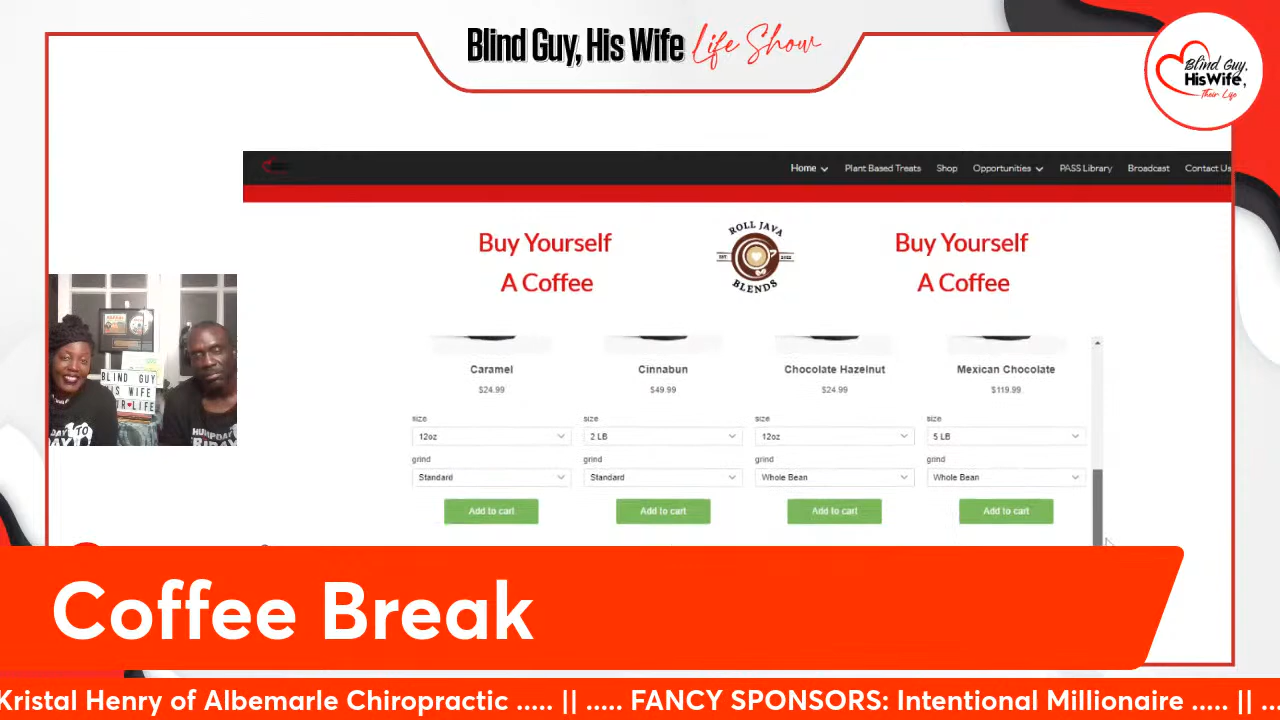 Blind Guy, His Wife Life Show
Blind Guy,
His Wife,
Their Life
Home
Plant Based Treats
Shop
Opportunities
PASS Library
Broadcast
Contact Us
Buy Yourself
A Coffee
ROLL JAVA
EST
2022
BLENDS
Buy Yourself
A Coffee
Caramel
Cinnabun
Chocolate Hazelnut
Mexican Chocolate
$24.99
$49.99
$24.99
$119.99
size
size
size
size
12oz
2 LB
12oz
5 LB
grind
grind
grind
grind
Standard
Standard
Whole Bean
Whole Bean
Add to cart
Add to cart
Add to cart
Add to cart
BLIND GUY
IS WIFE
Coffee Break
Kristal Henry of Albemarle Chiropractic ..... || ..... FANCY SPONSORS: Intentional Millionaire ..... || ...